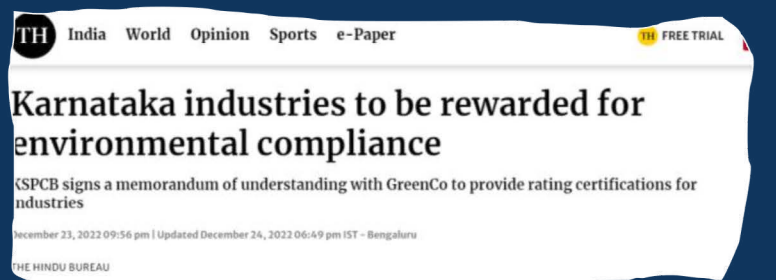 TH India World Opinion Sports e-Paper TH FREE TRIAL
Karnataka industries to be rewarded for
environmental compliance
KSPCB signs a memorandum of understanding with GreenCo to provide rating certifications for
ndustries
December 23, 2022 09:56 pm | Updated December 24, 2022 06:49 pm IST - Bengaluru
THE HINDU BUREAU